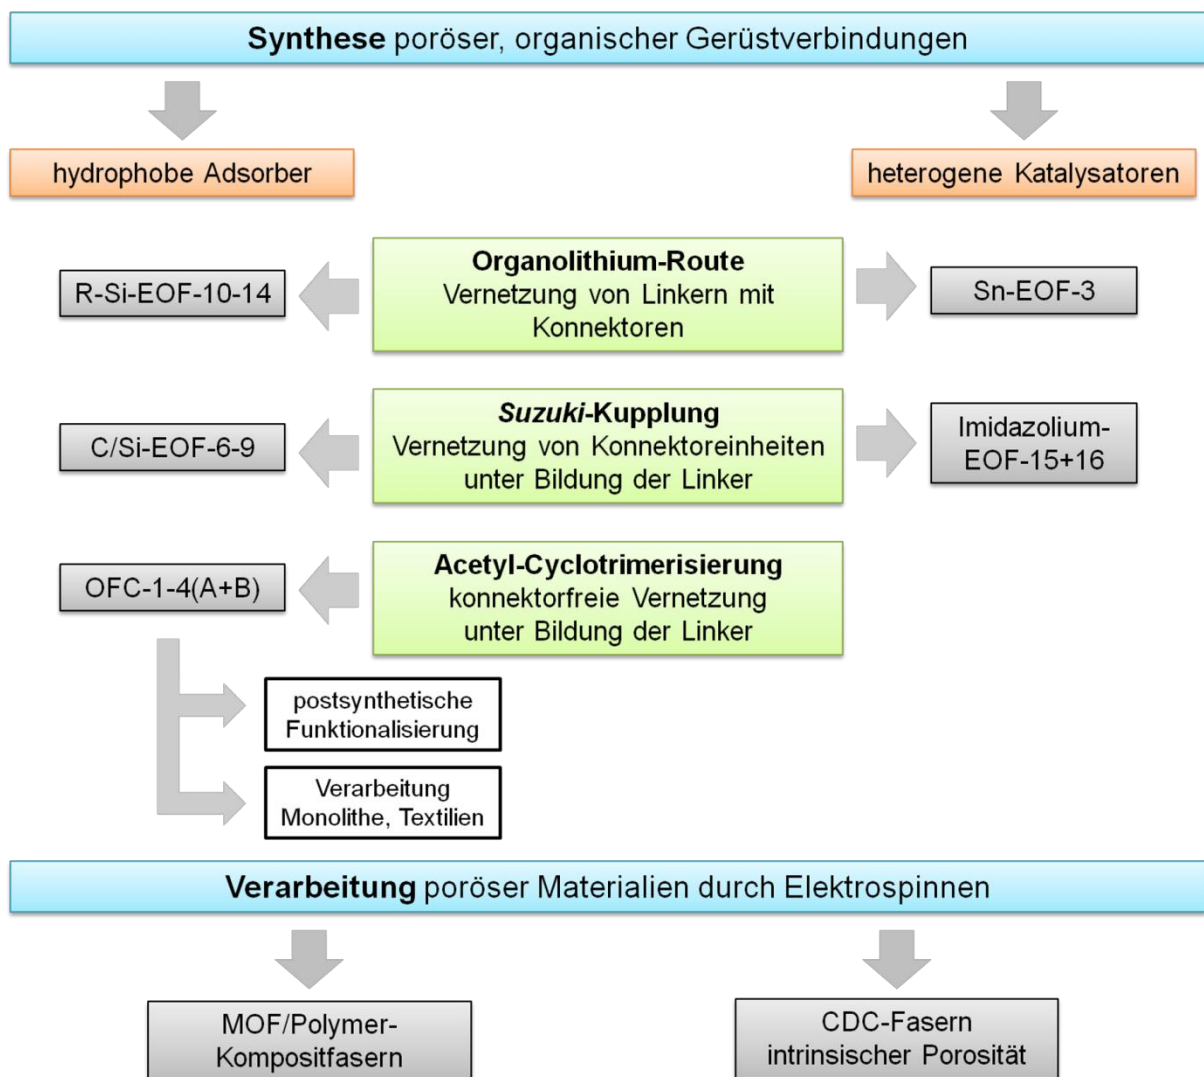 Synthese poröser, organischer Gerüstverbindungen
hydrophobe Adsorber
heterogene Katalysatoren
R-Si-EOF-10-14
Organolithium-Route
Vernetzung von Linkern mit
Konnektoren
Sn-EOF-3
C/Si-EOF-6-9
Suzuki-Kupplung
Vernetzung von Konnektoreinheiten
unter Bildung der Linker
Imidazolium-
EOF-15+16
OFC-1-4(A+B)
Acetyl-Cyclotrimerisierung
konnektorfreie Vernetzung
unter Bildung der Linker
postsynthetische
Funktionalisierung
Verarbeitung
Monolithe, Textilien
Verarbeitung poröser Materialien durch Elektrospinnen
MOF/Polymer-
Kompositfasern
CDC-Fasern
intrinsischer Porosität